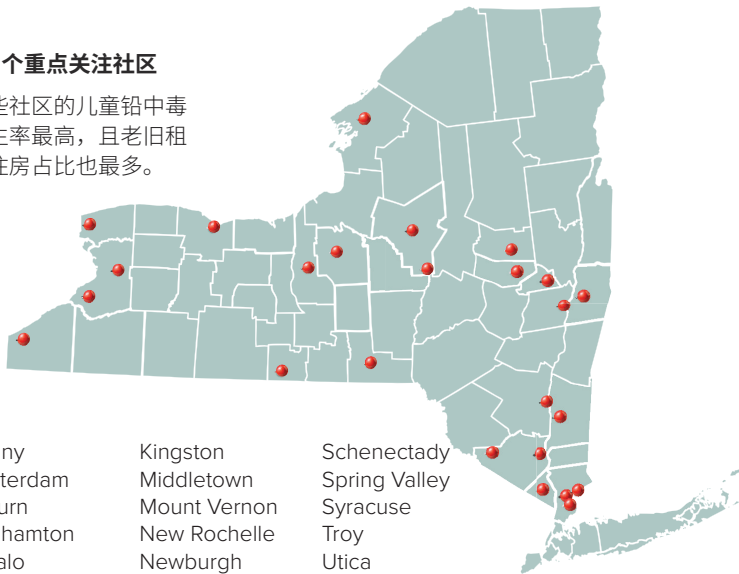 个重点关注社区
些社区的儿童铅中毒
生率最高，且老旧租
住房占比也最多。
Kingston
Schenectady
Middletown
Spring Valley
Mount Vernon
Syracuse
New Rochelle
Troy
Newburgh
Utica